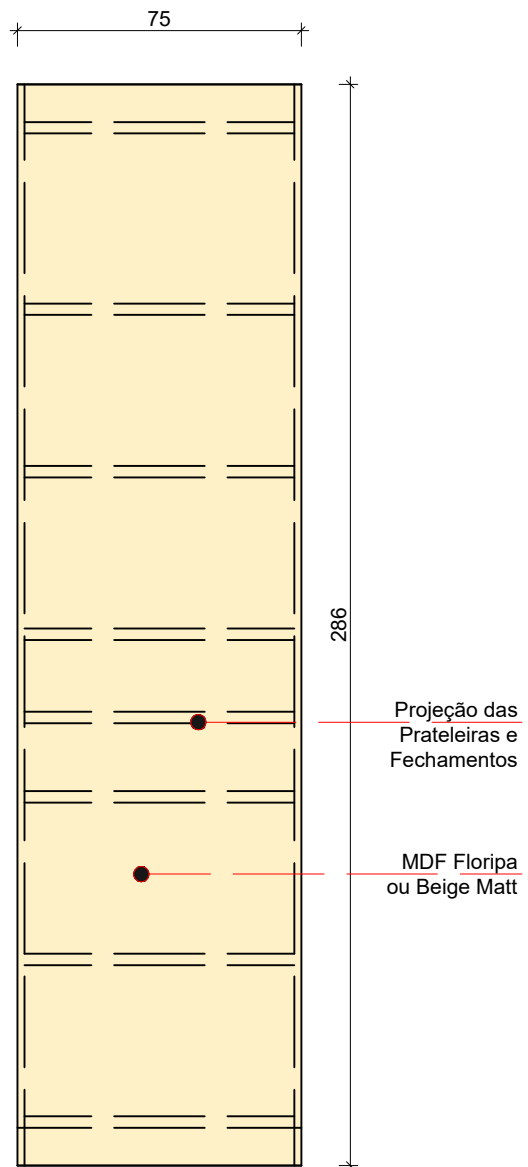 75
286
Projeção das
Prateleiras e
Fechamentos
MDF Floripa
ou Beige Matt